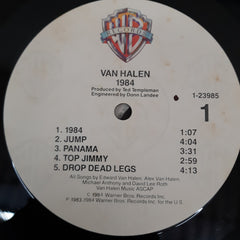 RECORDS
VAN HALEN
1984
Produced by Ted Templeman
Engineered by Donn Landee
1-23985
1
1. 1984 1:07
2. JUMP 4:04
3. PANAMA 3:31
4. TOP JIMMY 2:59
5. DROP DEAD LEGS 4:13
All Songs by Edward Van Halen, Alex Van Halen,
Michael Anthony and David Lee Roth
Van Halen Music ASCAP
© 1984 Warner Bros. Records Inc.
℗ 1983 1984 Warner Bros. Records Inc. for the U.S.